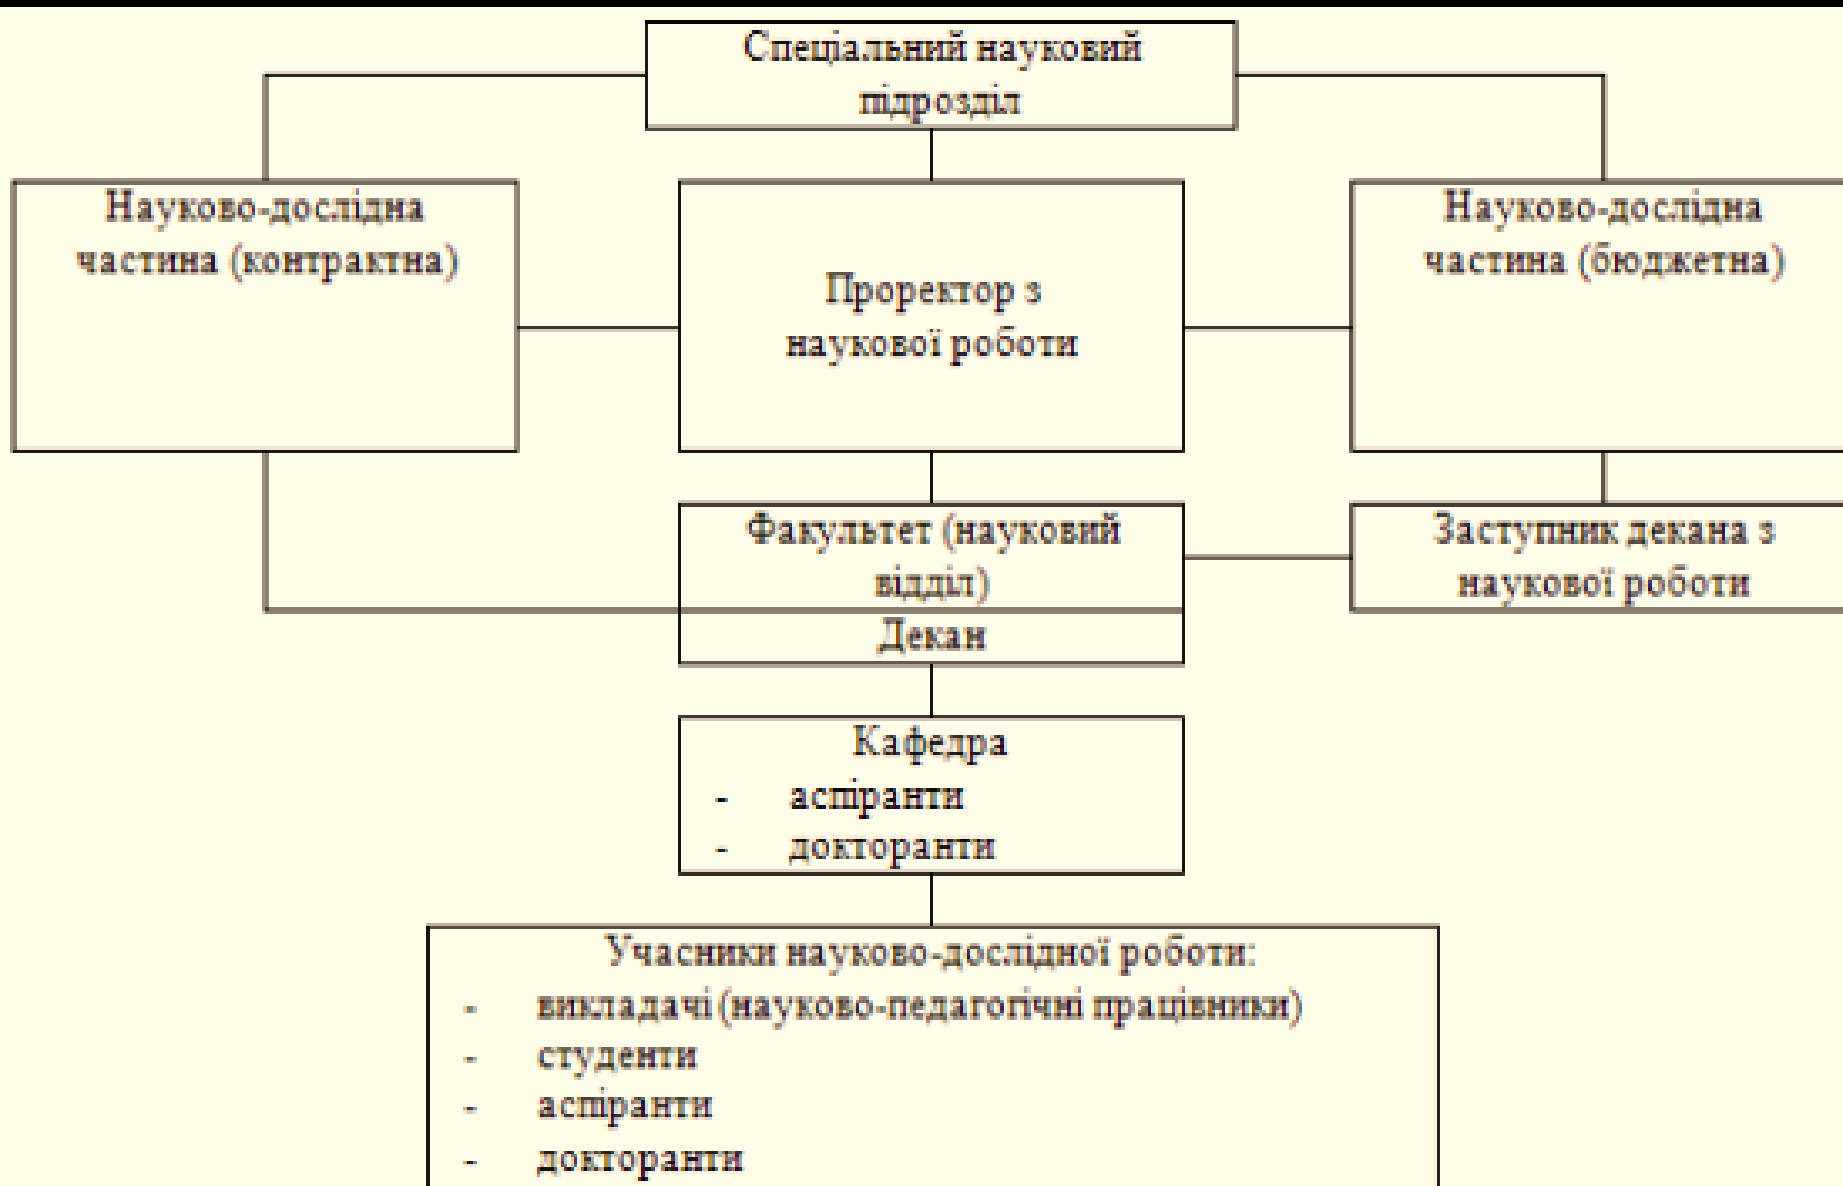 Спеціальний науковий
підрозділ
Науково-дослідна
частина (контрактна)
Проректор з
наукової роботи
Науково-дослідна
частина (бюджетна)
Факультет (науковий
відділ)
Декан
Заступник декана з
наукової роботи
Кафедра
- аспіранти
- докторанти
Учасники науково-дослідної роботи:
- викладачі (науково-педагогічні працівники)
- студенти
- аспіранти
- докторанти